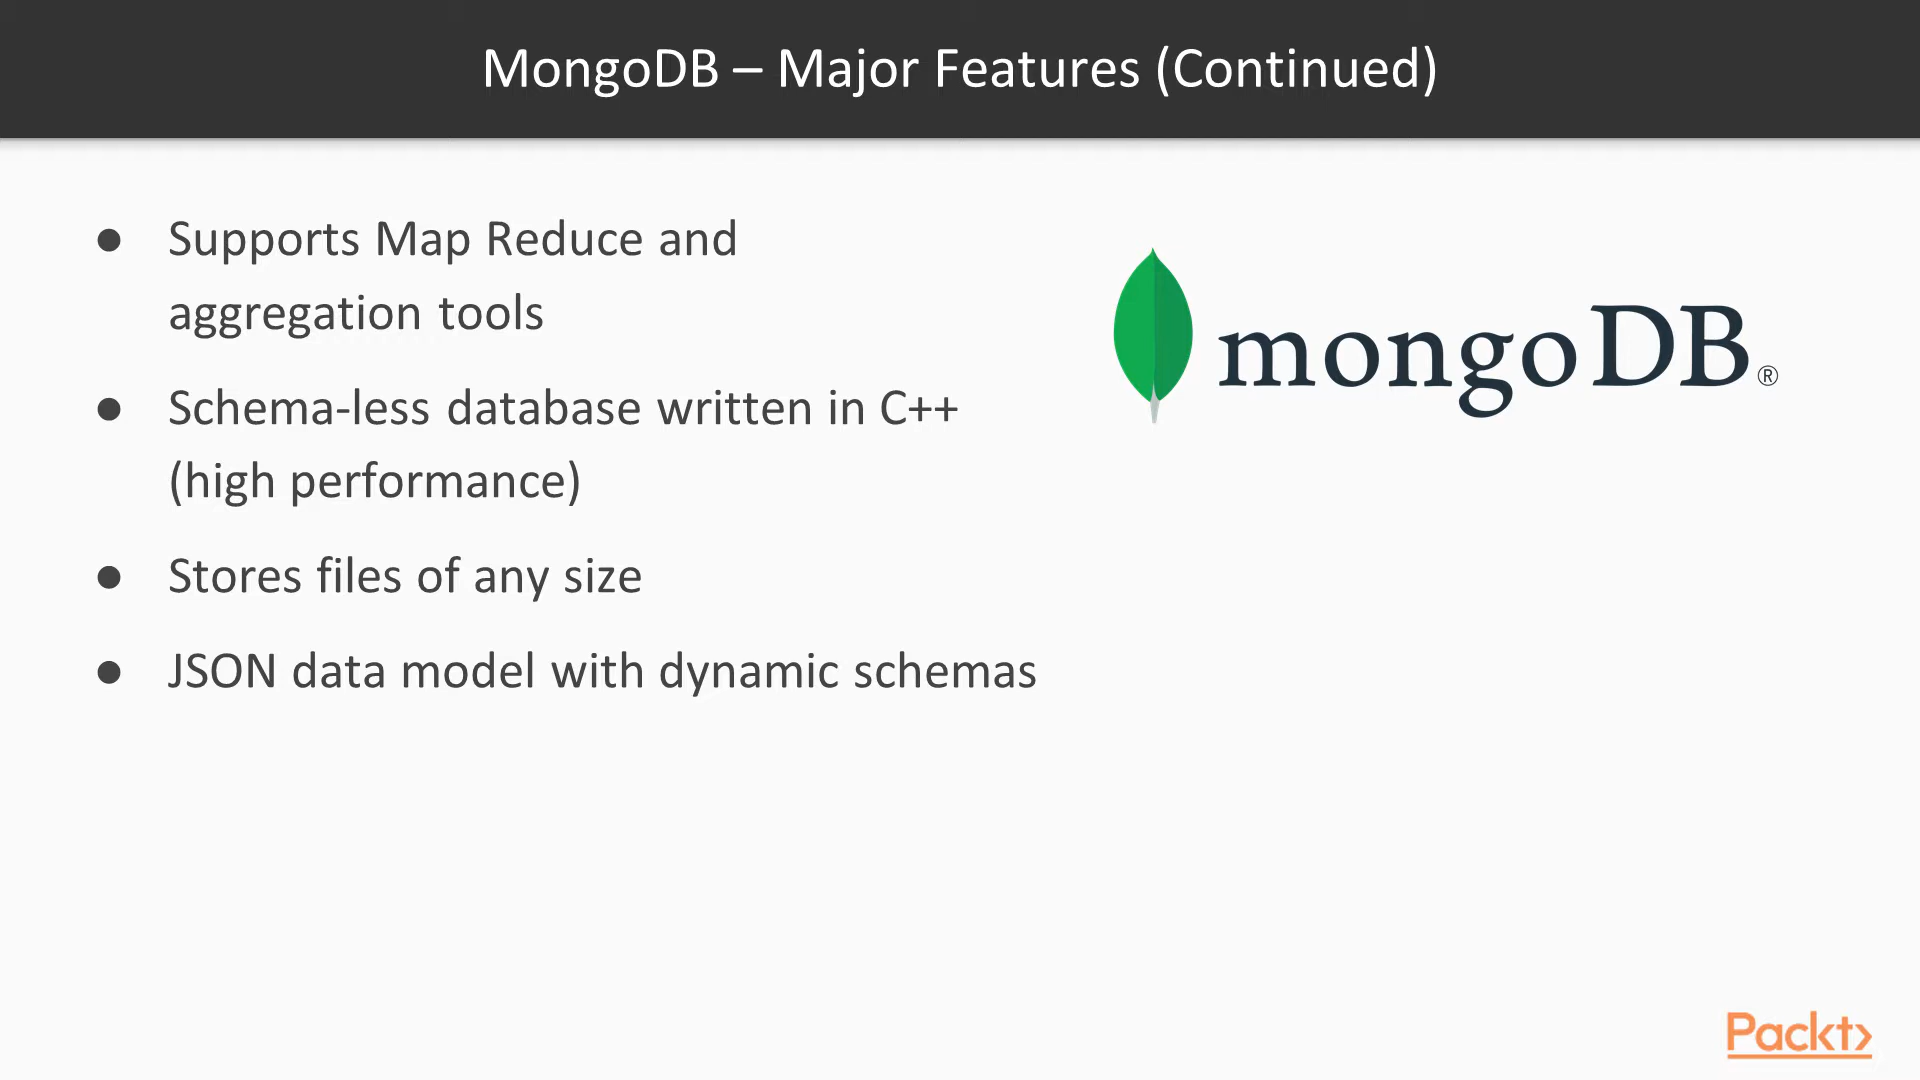 MongoDB – Major Features (Continued)
● Supports Map Reduce and
aggregation tools
● Schema-less database written in C++
(high performance)
● Stores files of any size
● JSON data model with dynamic schemas
mongoDB®
Packt>